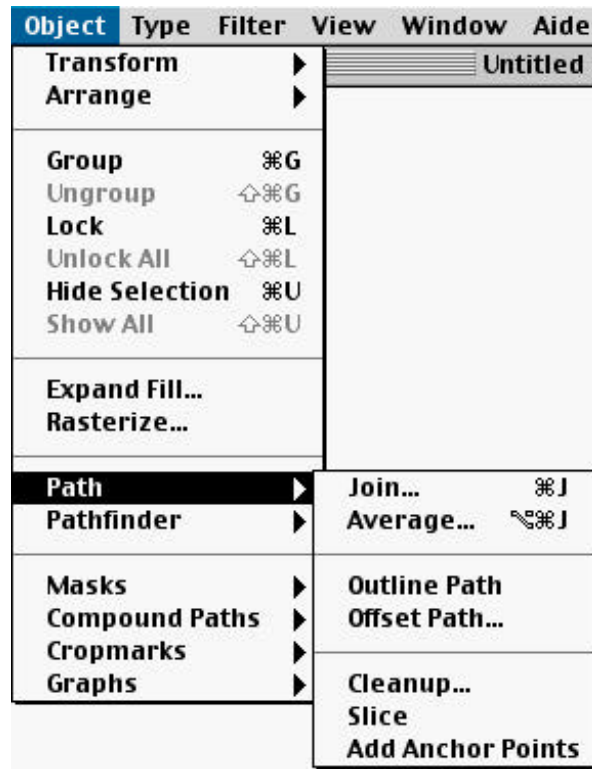 Object Type Filter View Window Aide
Untitled
Transform
Arrange
Group ⌘G
Ungroup ⇧⌘G
Lock ⌘L
Unlock All ⇧⌘L
Hide Selection ⌘U
Show All ⇧⌘U
Expand Fill...
Rasterize...
Path
Pathfinder
Masks
Compound Paths
Cropmarks
Graphs
Join... ⌘J
Average... ⌥⌘J
Outline Path
Offset Path...
Cleanup...
Slice
Add Anchor Points